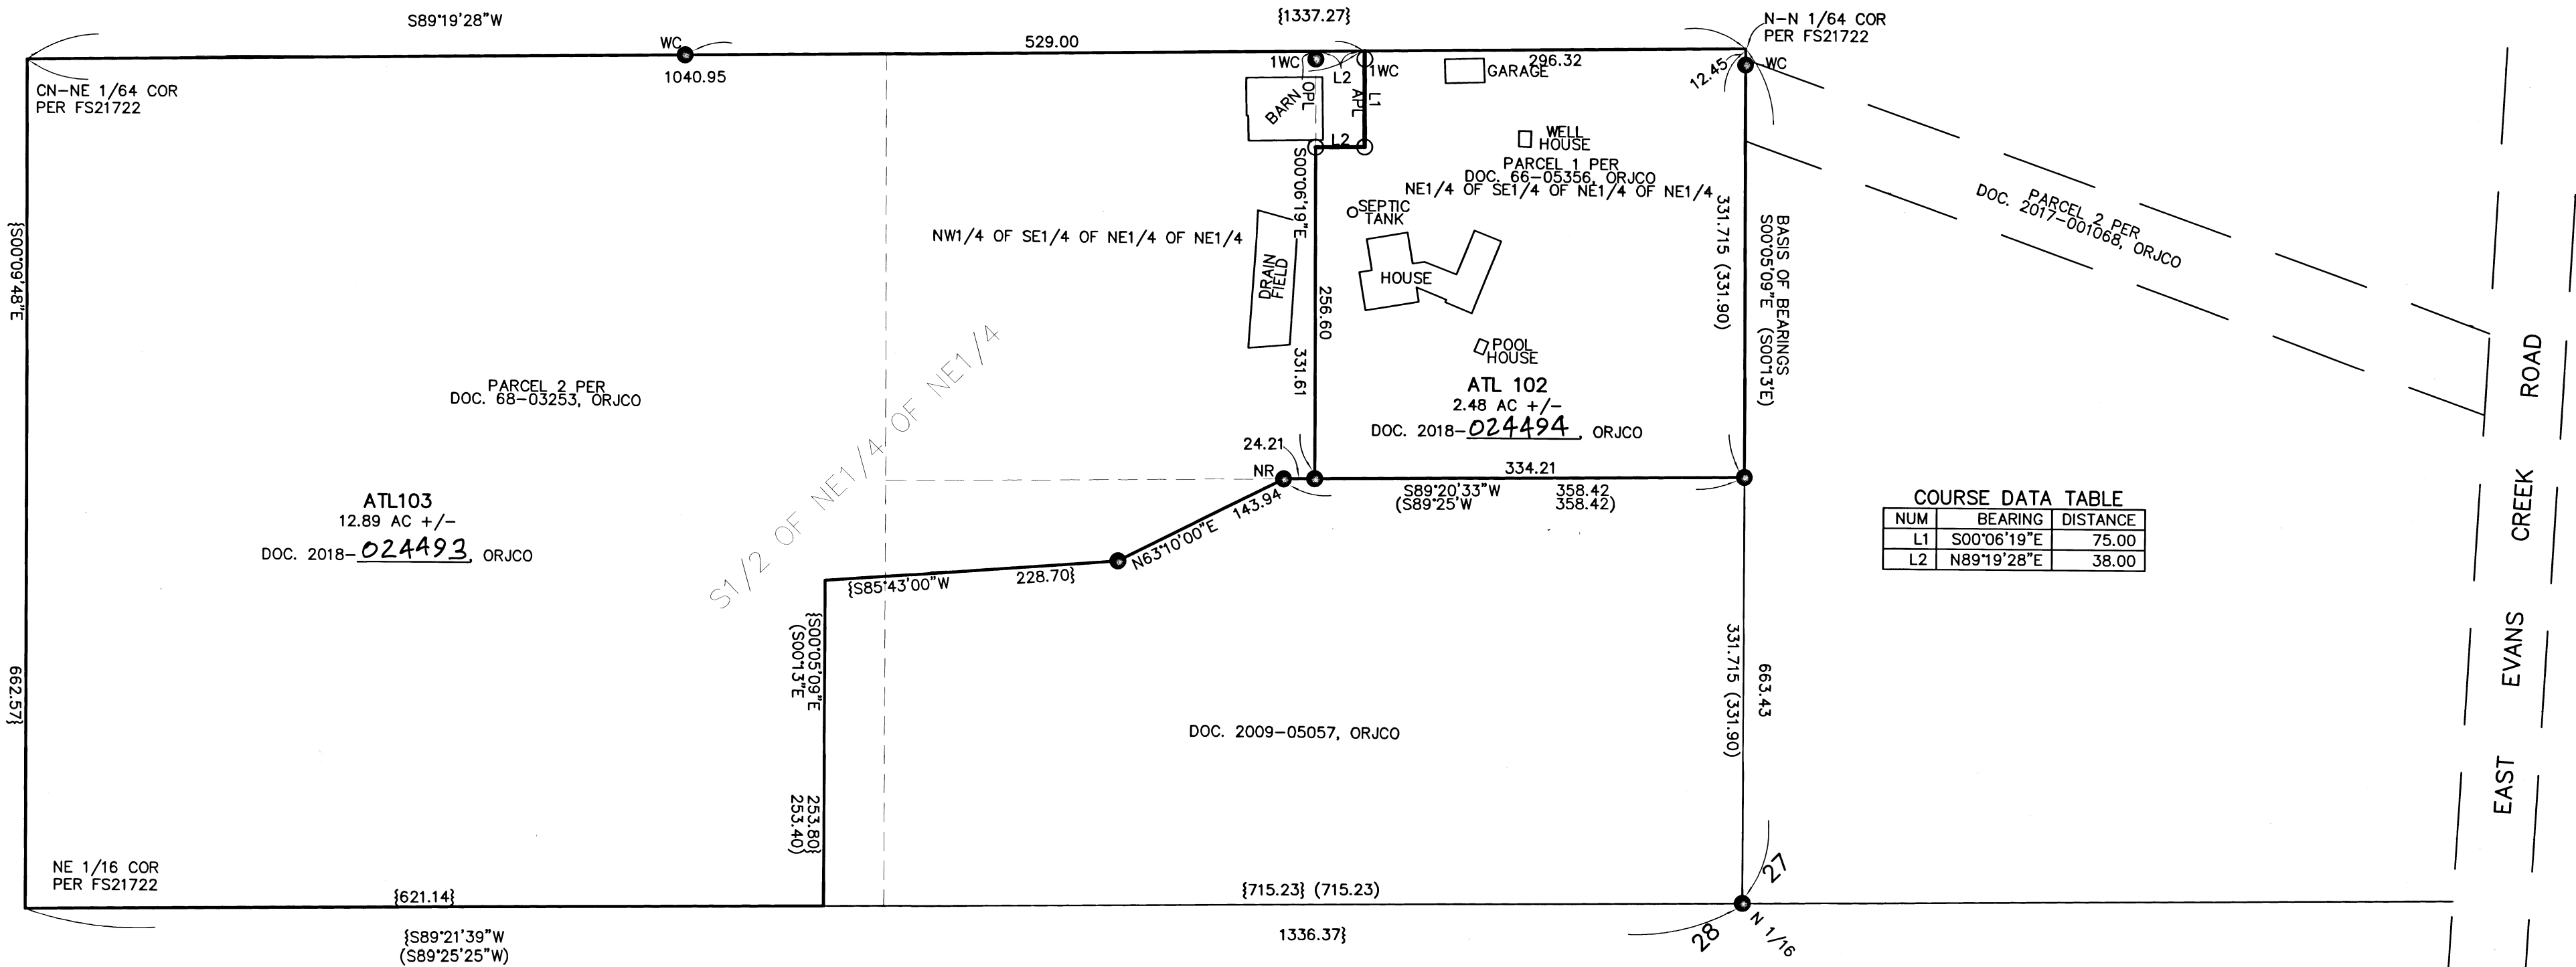 S89°19'28"W
{1337.27}
N-N 1/64 COR
PER FS21722
WC
529.00
1040.95
1WC
L2
1WC
296.32
GARAGE
12.45
WC
CN-NE 1/64 COR
PER FS21722
BARN
OPL
APL
L1
L2
WELL
HOUSE
PARCEL 1 PER
DOC. 66-05356, ORJCO
NE1/4 OF SE1/4 OF NE1/4 OF NE1/4
SEPTIC
TANK
S00°06'19"E
331.715 (331.90)
BASIS OF BEARINGS
S00°05'09"E (S00°13'E)
PARCEL 2 PER
DOC. 2017-001068, ORJCO
{S00°09'48"E
NW1/4 OF SE1/4 OF NE1/4 OF NE1/4
DRAIN
FIELD
HOUSE
256.60
331.61
POOL
HOUSE
PARCEL 2 PER
DOC. 68-03253, ORJCO
S1/2 OF NE1/4 OF NE1/4
ATL 102
2.48 AC +/-
DOC. 2018-024494, ORJCO
24.21
NR
334.21
S89°20'33"W 358.42
(S89°25'W 358.42)
143.94
N63°10'00"E
ATL103
12.89 AC +/-
DOC. 2018-024493, ORJCO
{S85°43'00"W 228.70}
COURSE DATA TABLE
NUM BEARING DISTANCE
L1 S00°06'19"E 75.00
L2 N89°19'28"E 38.00
EAST EVANS CREEK ROAD
{S00°05'09"E 253.80}
(S00°13"E 253.40)
662.57}
331.715 (331.90)
663.43
DOC. 2009-05057, ORJCO
NE 1/16 COR
PER FS21722
{621.14}
{715.23} (715.23)
27
28
N 1/16
{S89°21'39"W
(S89°25'25"W)
1336.37}